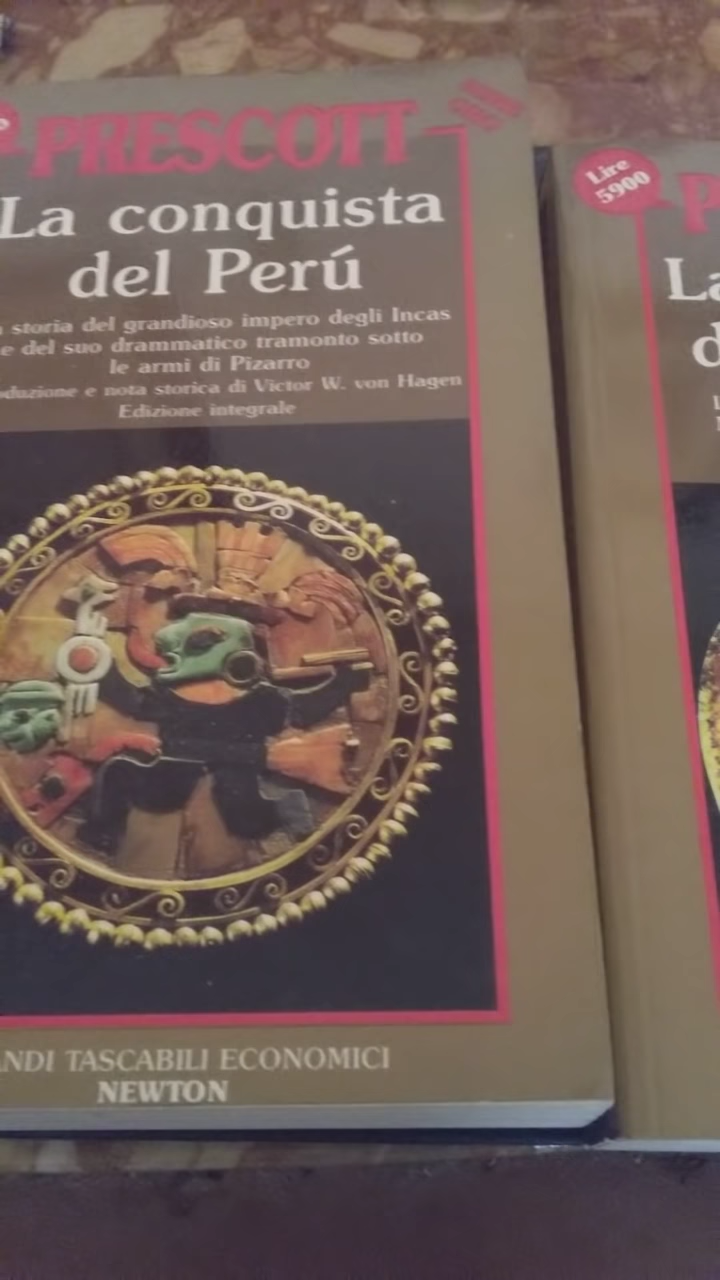 PRESCOTT
La conquista
del Perú
storia del grandioso impero degli Incas
e del suo drammatico tramonto sotto
le armi di Pizarro
oduzione e nota storica di Victor W. von Hagen
Edizione integrale
ANDI TASCABILI ECONOMICI
NEWTON
Lire
5900
P
La
d